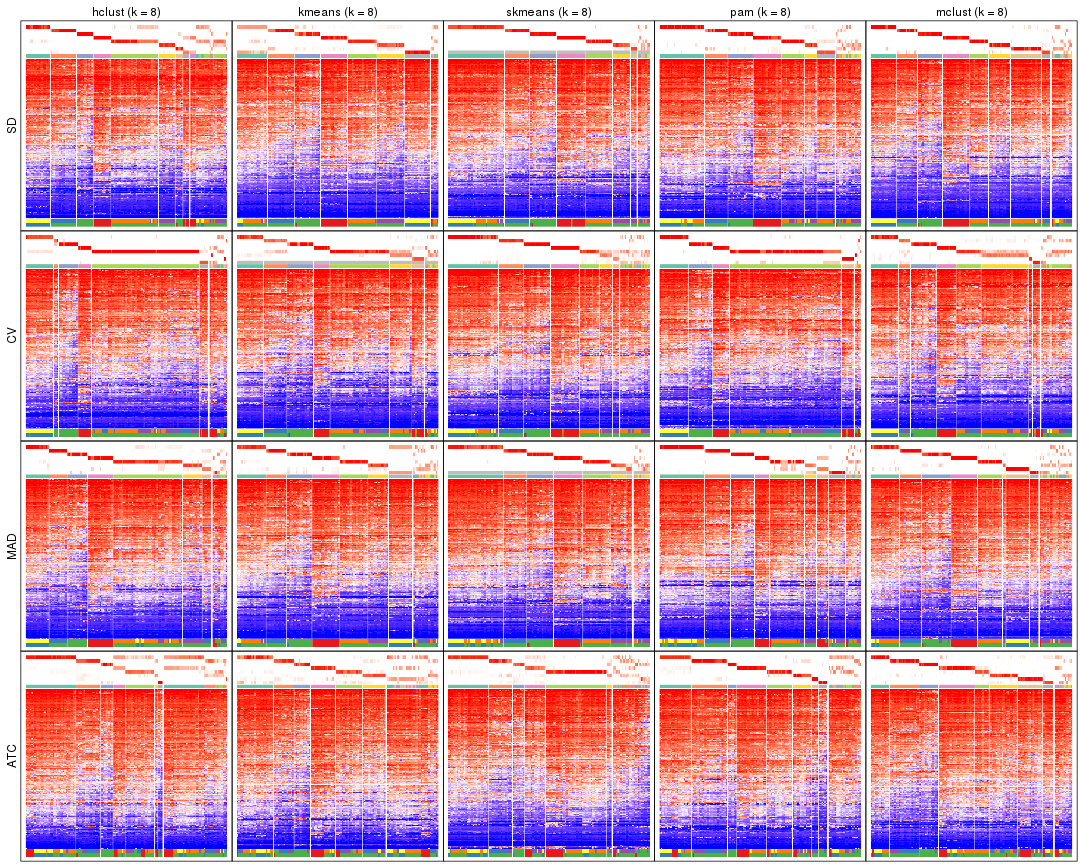 hclust (k = 8) kmeans (k = 8) skmeans (k = 8) pam (k = 8) mclust (k = 8)
SD
CV
MAD
ATC